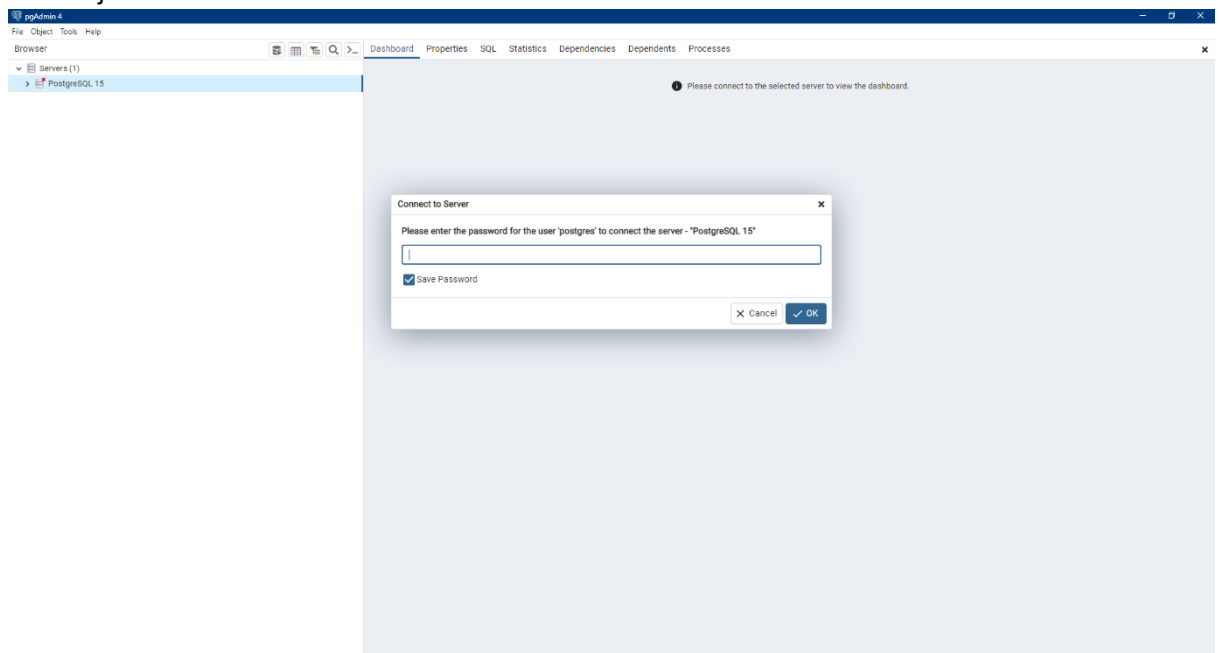 pgAdmin 4
File Object Tools Help
Browser
Dashboard Properties SQL Statistics Dependencies Dependents Processes
Servers (1)
PostgreSQL 15
Please connect to the selected server to view the dashboard.
Connect to Server
Please enter the password for the user 'postgres' to connect the server - "PostgreSQL 15"
Save Password
Cancel OK